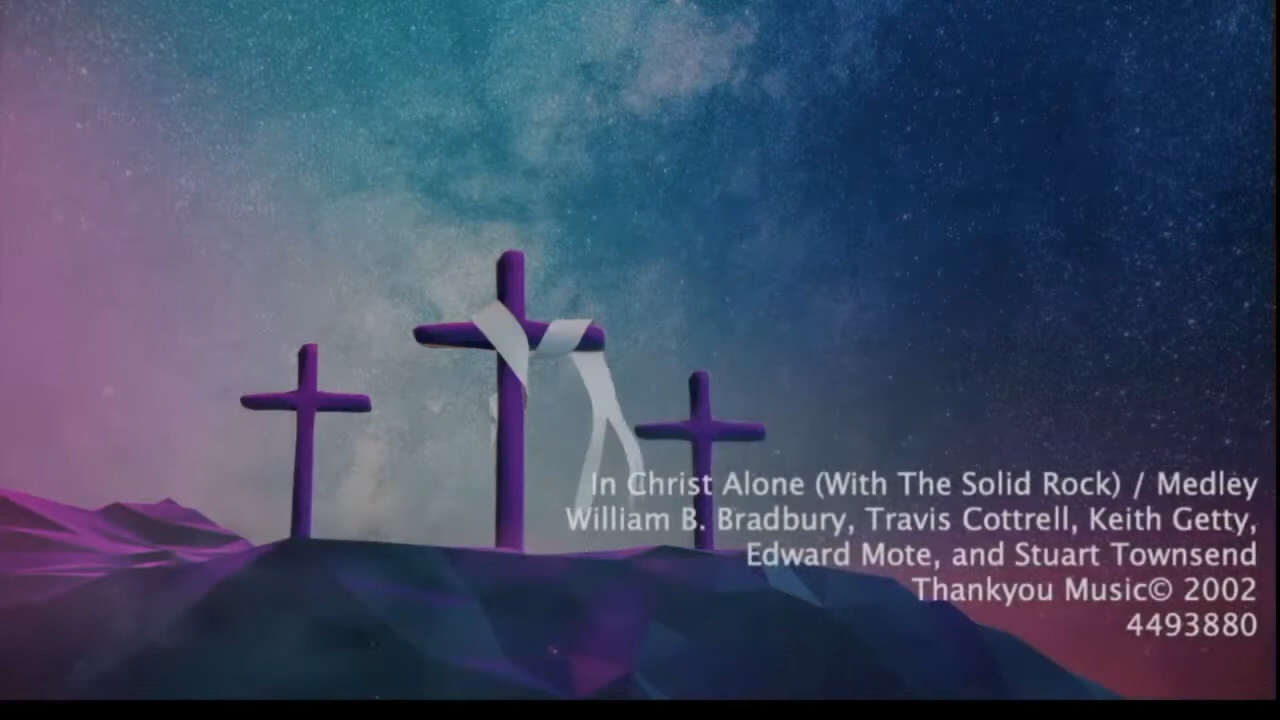 In Christ Alone (With The Solid Rock) / Medley
William B. Bradbury, Travis Cottrell, Keith Getty,
Edward Mote, and Stuart Townsend
Thankyou Music© 2002
4493880